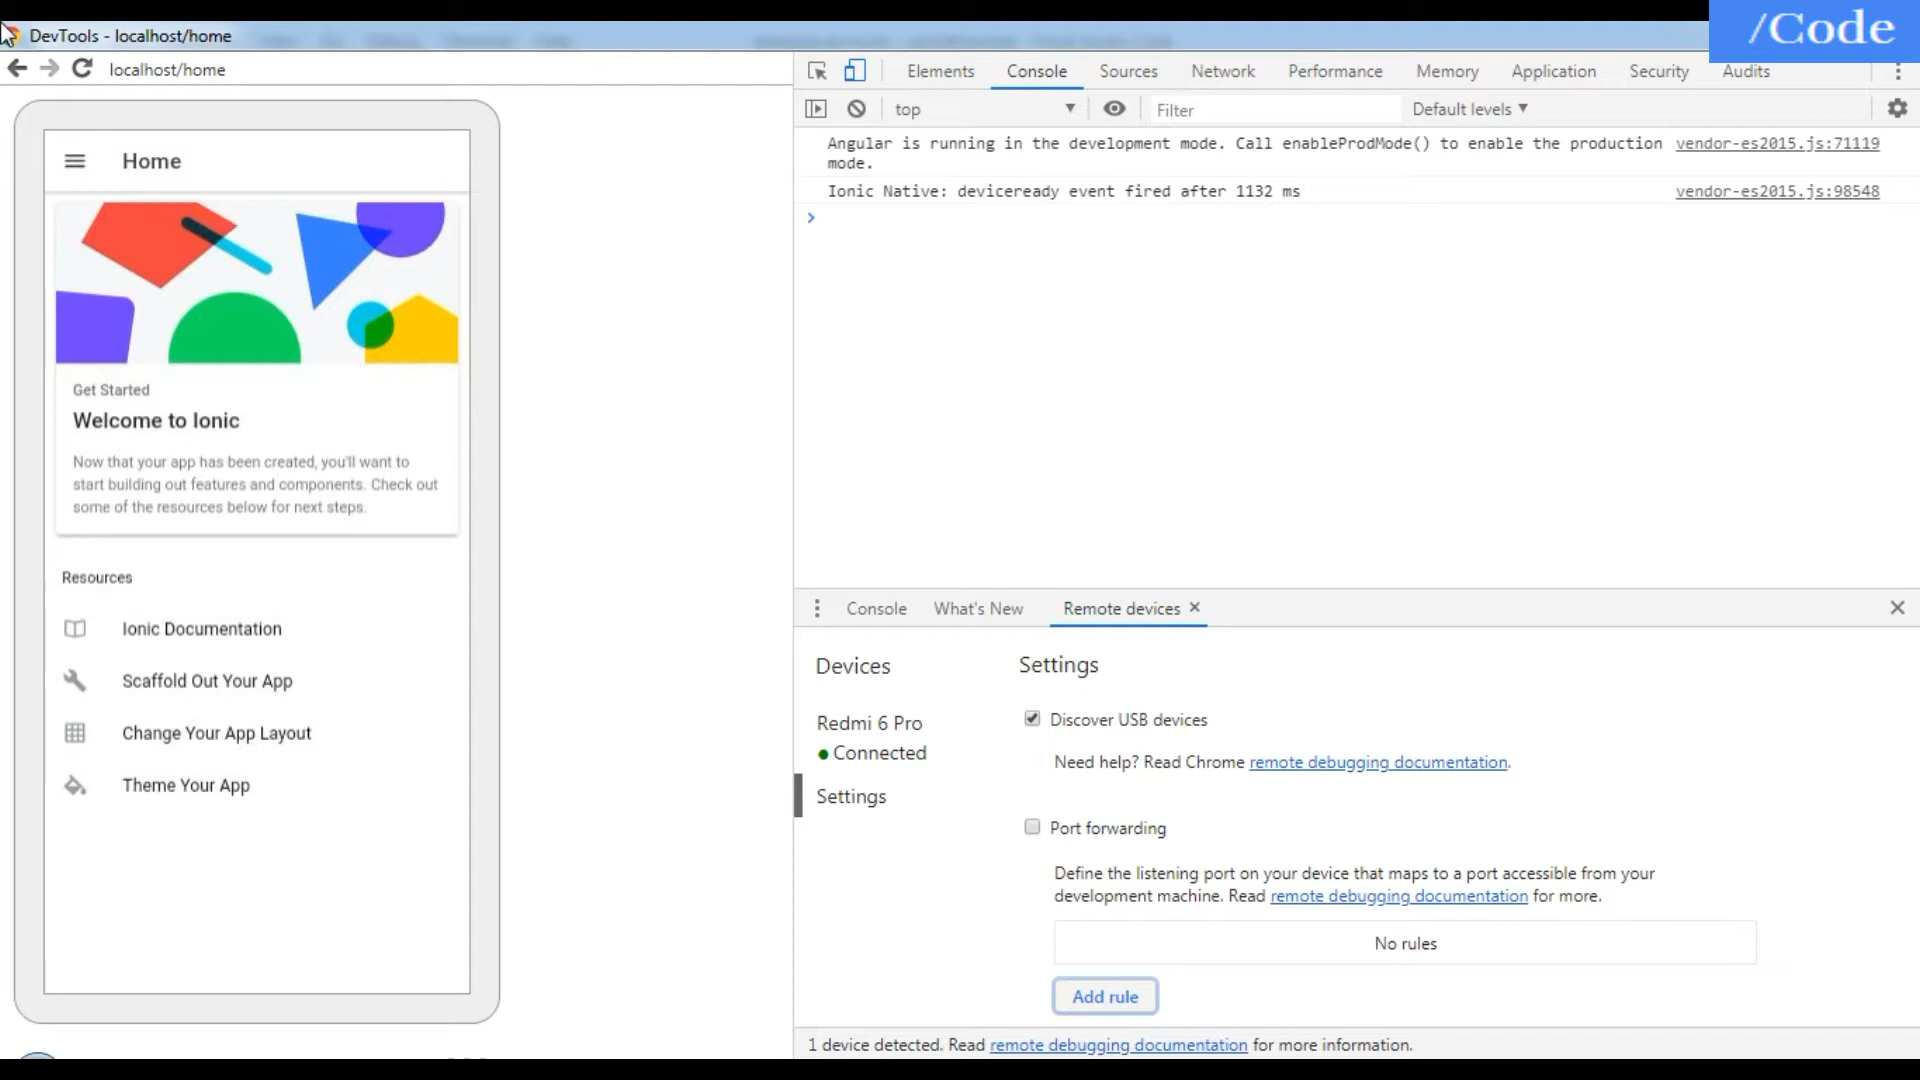 /Code
DevTools - localhost/home
localhost/home
Elements Console Sources Network Performance Memory Application Security Audits
top Filter Default levels
Angular is running in the development mode. Call enableProdMode() to enable the production mode. vendor-es2015.js:71119
Ionic Native: deviceready event fired after 1132 ms vendor-es2015.js:98548
Home
Get Started
Welcome to Ionic
Now that your app has been created, you'll want to
start building out features and components. Check out
some of the resources below for next steps.
Resources
Ionic Documentation
Scaffold Out Your App
Change Your App Layout
Theme Your App
Console What's New Remote devices
Devices
Redmi 6 Pro
Connected
Settings
Settings
Discover USB devices
Need help? Read Chrome remote debugging documentation.
Port forwarding
Define the listening port on your device that maps to a port accessible from your
development machine. Read remote debugging documentation for more.
No rules
Add rule
1 device detected. Read remote debugging documentation for more information.